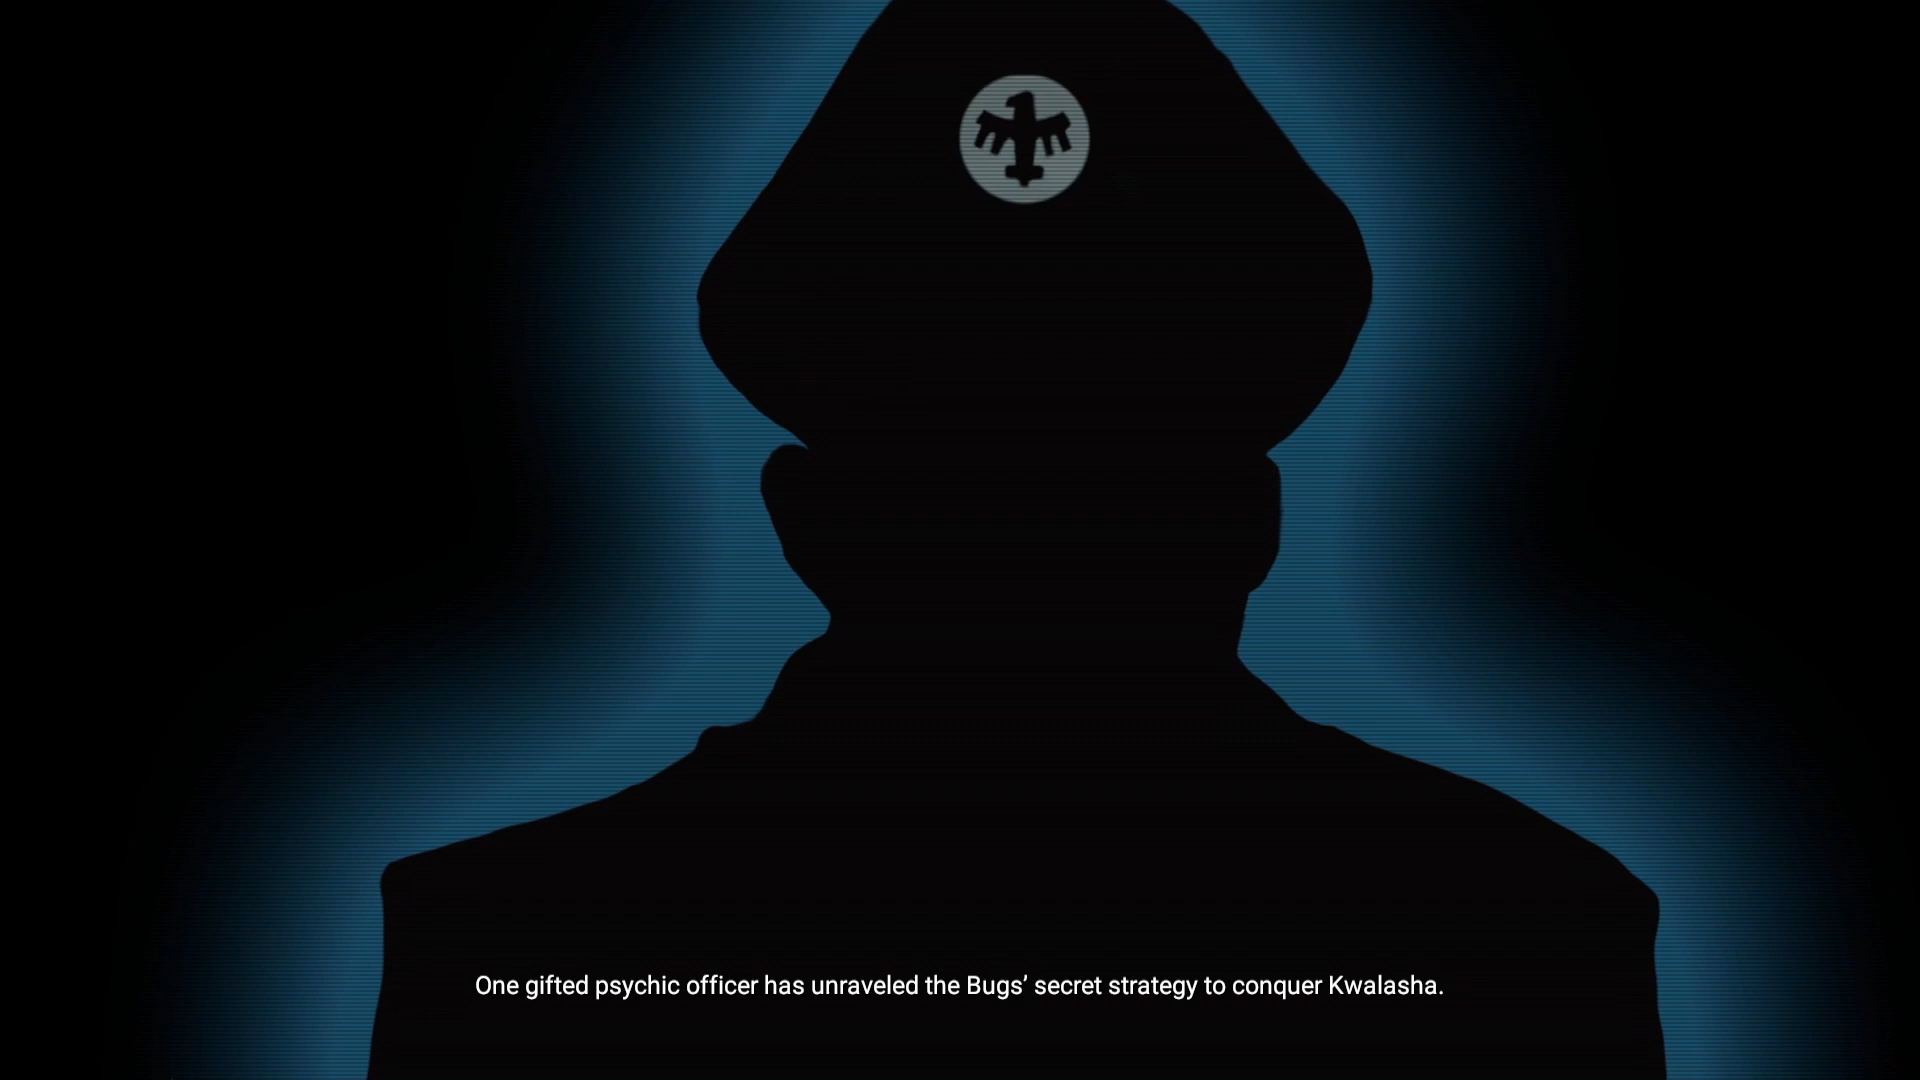 One gifted psychic officer has unraveled the Bugs’ secret strategy to conquer Kwalasha.